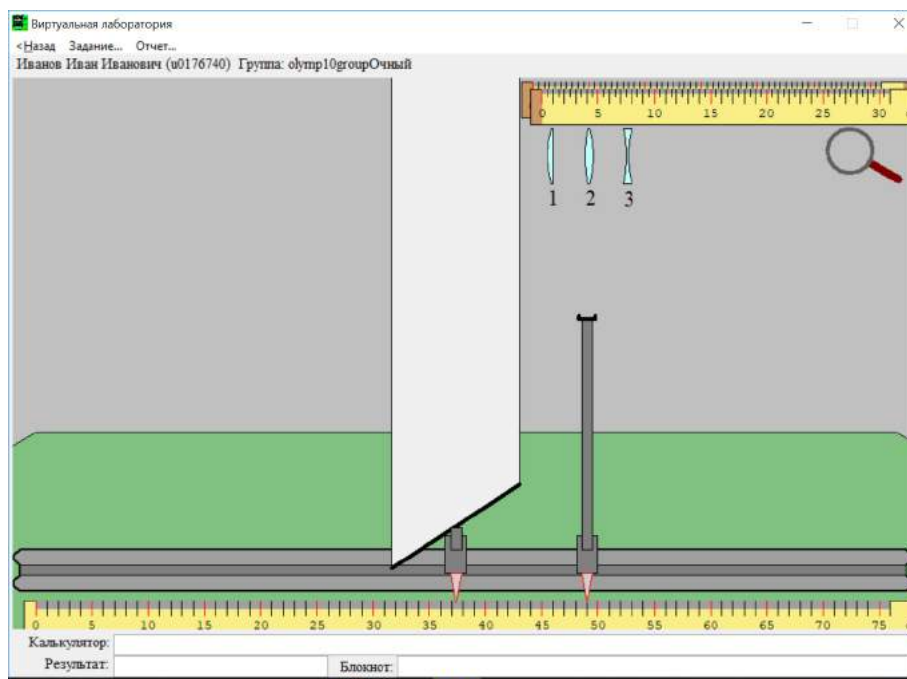 Виртуальная лаборатория
<Назад Задание... Отчет...
Иванов Иван Иванович (u0176740) Группа: olymp10groupОчный
0 5 10 15 20 25 30
1 2 3
0 5 10 15 20 25 30 35 40 45 50 55 60 65 70 75
Калькулятор:
Результат: Блокнот: